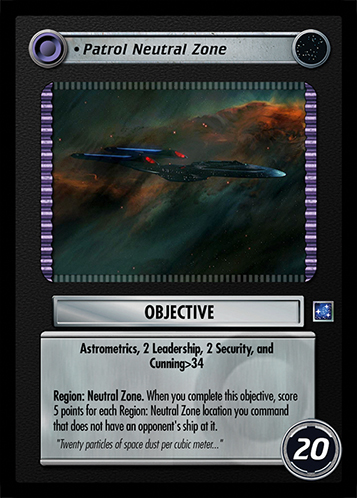 • Patrol Neutral Zone
OBJECTIVE
Astrometrics, 2 Leadership, 2 Security, and
Cunning>34
Region: Neutral Zone. When you complete this objective, score
5 points for each Region: Neutral Zone location you command
that does not have an opponent's ship at it.
"Twenty particles of space dust per cubic meter..."
20